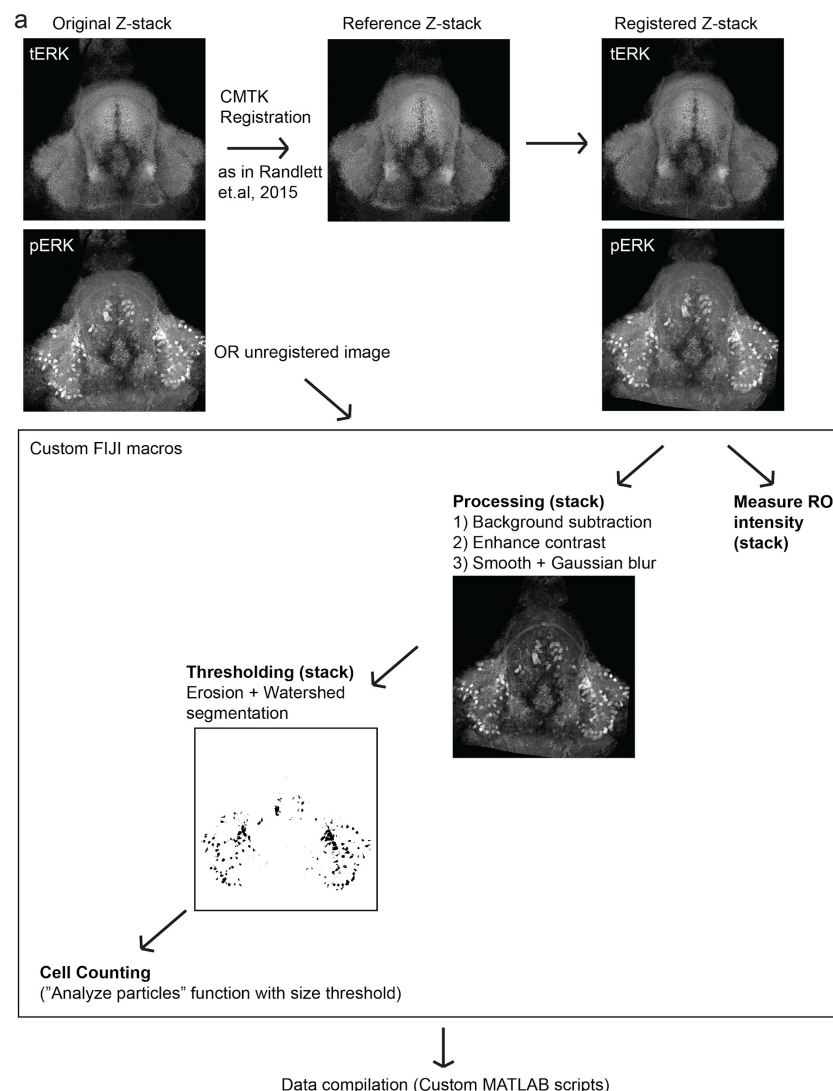 a
Original Z-stack
Reference Z-stack
Registered Z-stack
tERK
CMTK
Registration
as in Randlett
et.al, 2015
tERK
pERK
pERK
OR unregistered image
Custom FIJI macros
Processing (stack)
1) Background subtraction
2) Enhance contrast
3) Smooth + Gaussian blur
Measure RO
intensity
(stack)
Thresholding (stack)
Erosion + Watershed
segmentation
Cell Counting
("Analyze particles” function with size threshold)
Data compilation (Custom MATLAB scripts)